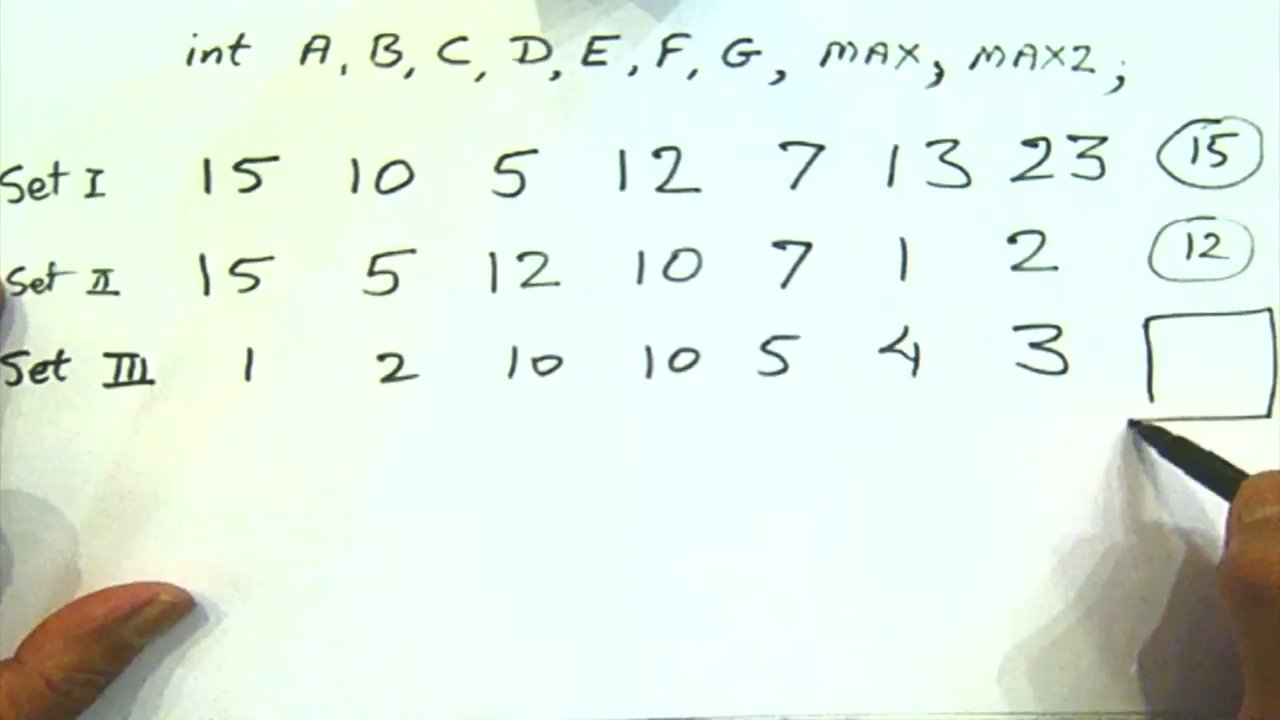 int A, B, C, D, E, F, G, MAX, MAX2;
Set I 15 10 5 12 7 13 23 15
Set II 15 5 12 10 7 1 2 12
Set III 1 2 10 10 5 4 3